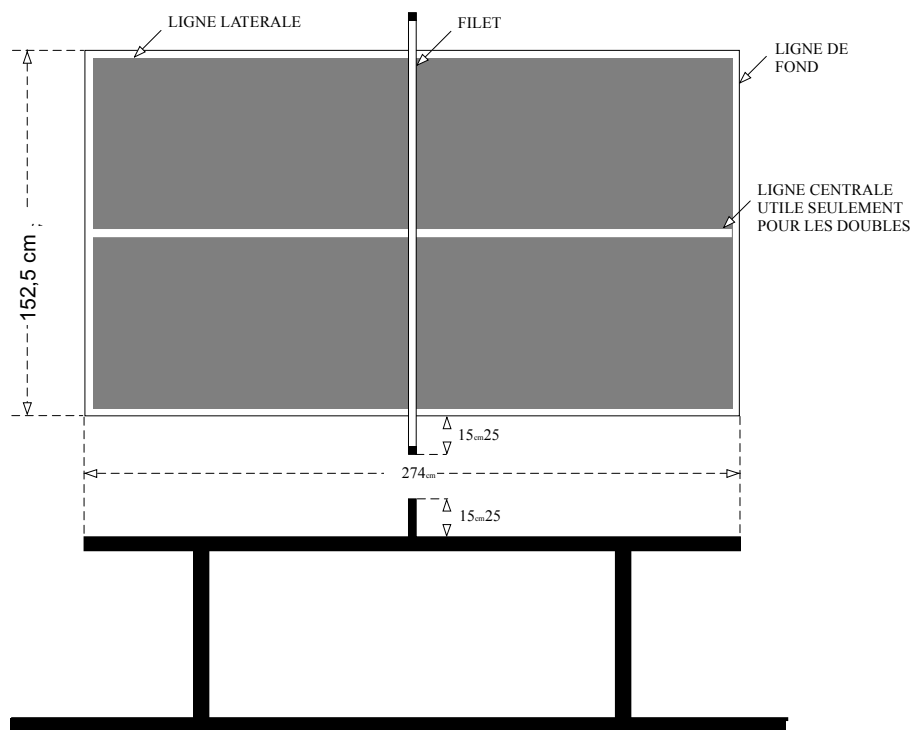 LIGNE LATERALE
FILET
LIGNE DE
FOND
LIGNE CENTRALE
UTILE SEULEMENT
POUR LES DOUBLES
152,5 cm ;
15cm25
274cm
15cm25